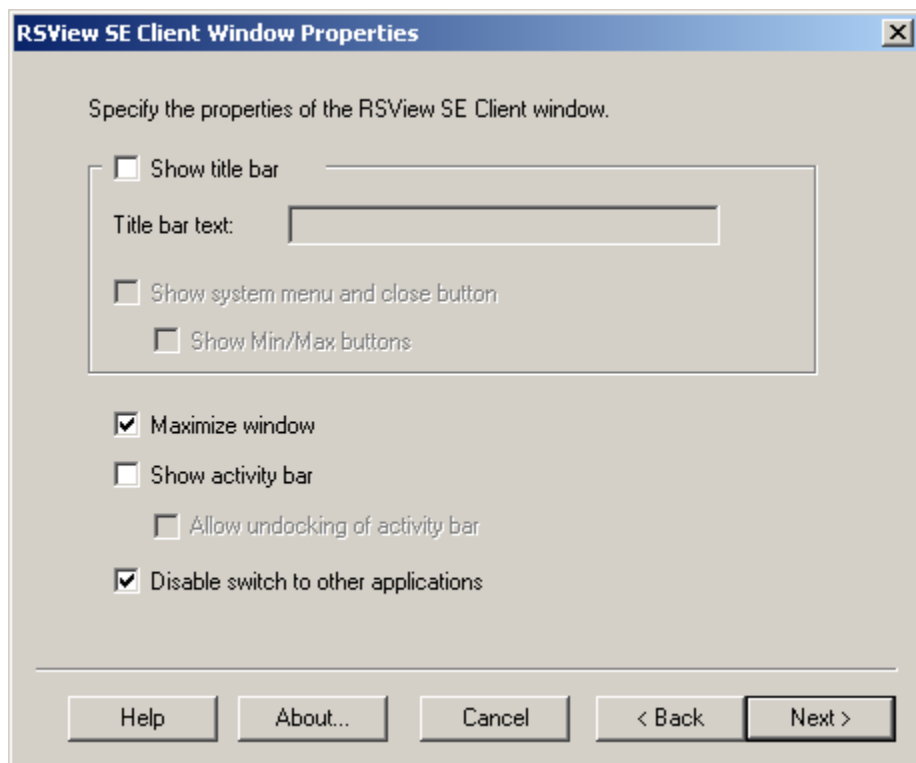 RSView SE Client Window Properties
Specify the properties of the RSView SE Client window.
Show title bar
Title bar text:
Show system menu and close button
Show Min/Max buttons
Maximize window
Show activity bar
Allow undocking of activity bar
Disable switch to other applications
Help About... Cancel < Back Next >